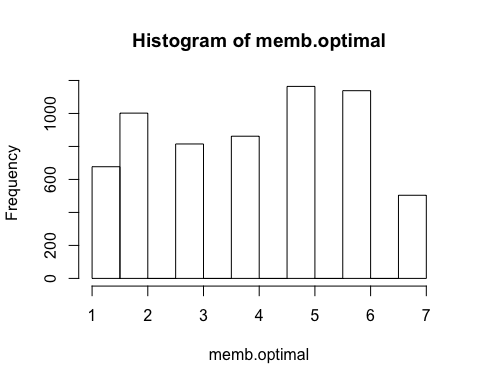 Histogram of memb.optimal
Frequency
1000
600
200
0
1 2 3 4 5 6 7
memb.optimal